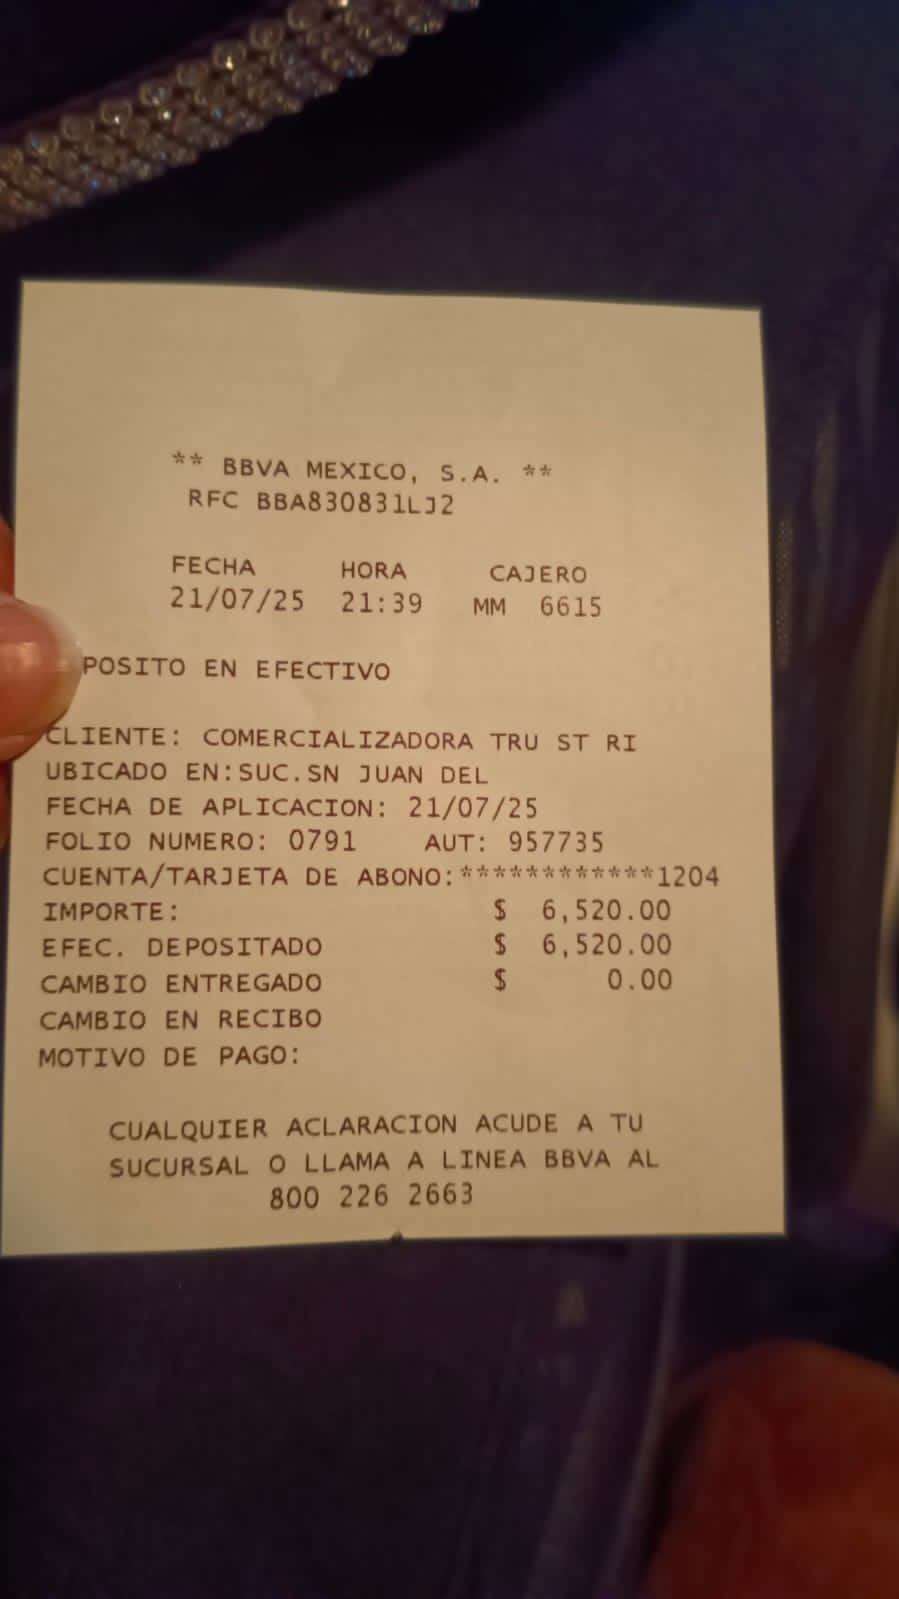 ** BBVA MEXICO, S.A. **
RFC BBA830831LJ2
FECHA HORA CAJERO
21/07/25 21:39 MM 6615
POSITO EN EFECTIVO
CLIENTE: COMERCIALIZADORA TRU ST RI
UBICADO EN:SUC.SN JUAN DEL
FECHA DE APLICACION: 21/07/25
FOLIO NUMERO: 0791 AUT: 957735
CUENTA/TARJETA DE ABONO:************1204
IMPORTE: $ 6,520.00
EFEC. DEPOSITADO $ 6,520.00
CAMBIO ENTREGADO $ 0.00
CAMBIO EN RECIBO
MOTIVO DE PAGO:
CUALQUIER ACLARACION ACUDE A TU
SUCURSAL O LLAMA A LINEA BBVA AL
800 226 2663